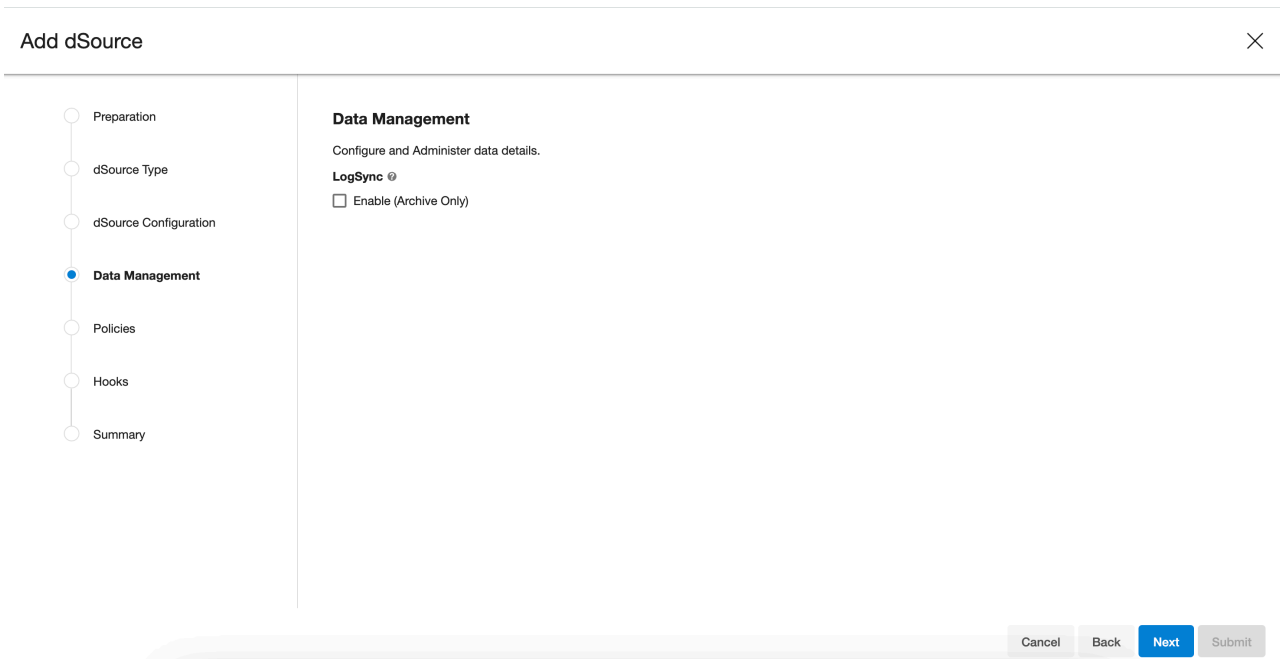 Add dSource
Preparation
dSource Type
dSource Configuration
Data Management
Policies
Hooks
Summary
Data Management
Configure and Administer data details.
LogSync
Enable (Archive Only)
Cancel Back Next Submit